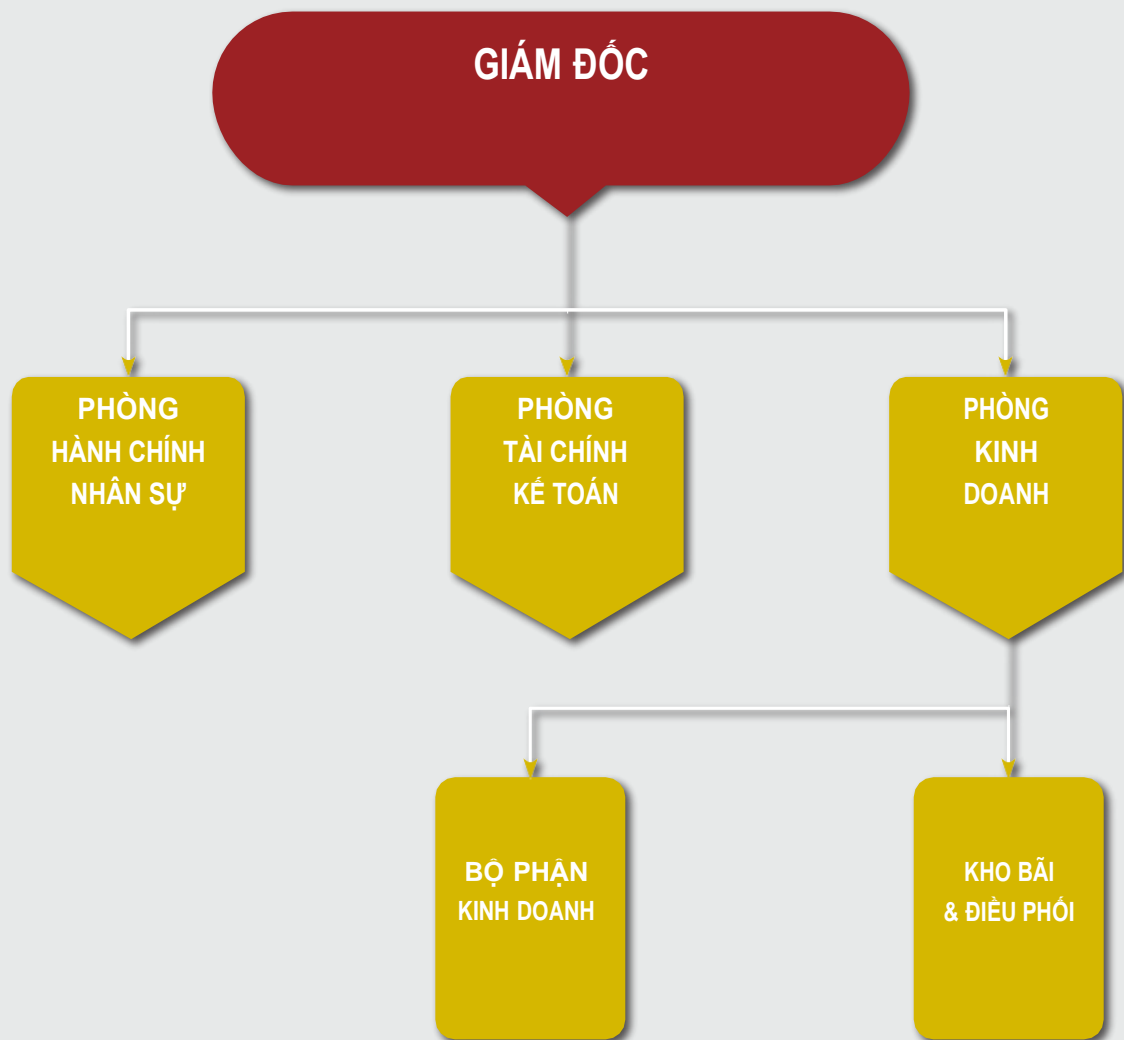 GIÁM ĐỐC
PHÒNG
HÀNH CHÍNH
NHÂN SỰ
PHÒNG
TÀI CHÍNH
KẾ TOÁN
PHÒNG
KINH
DOANH
BỘ PHẬN
KINH DOANH
KHO BÃI
& ĐIỀU PHỐI